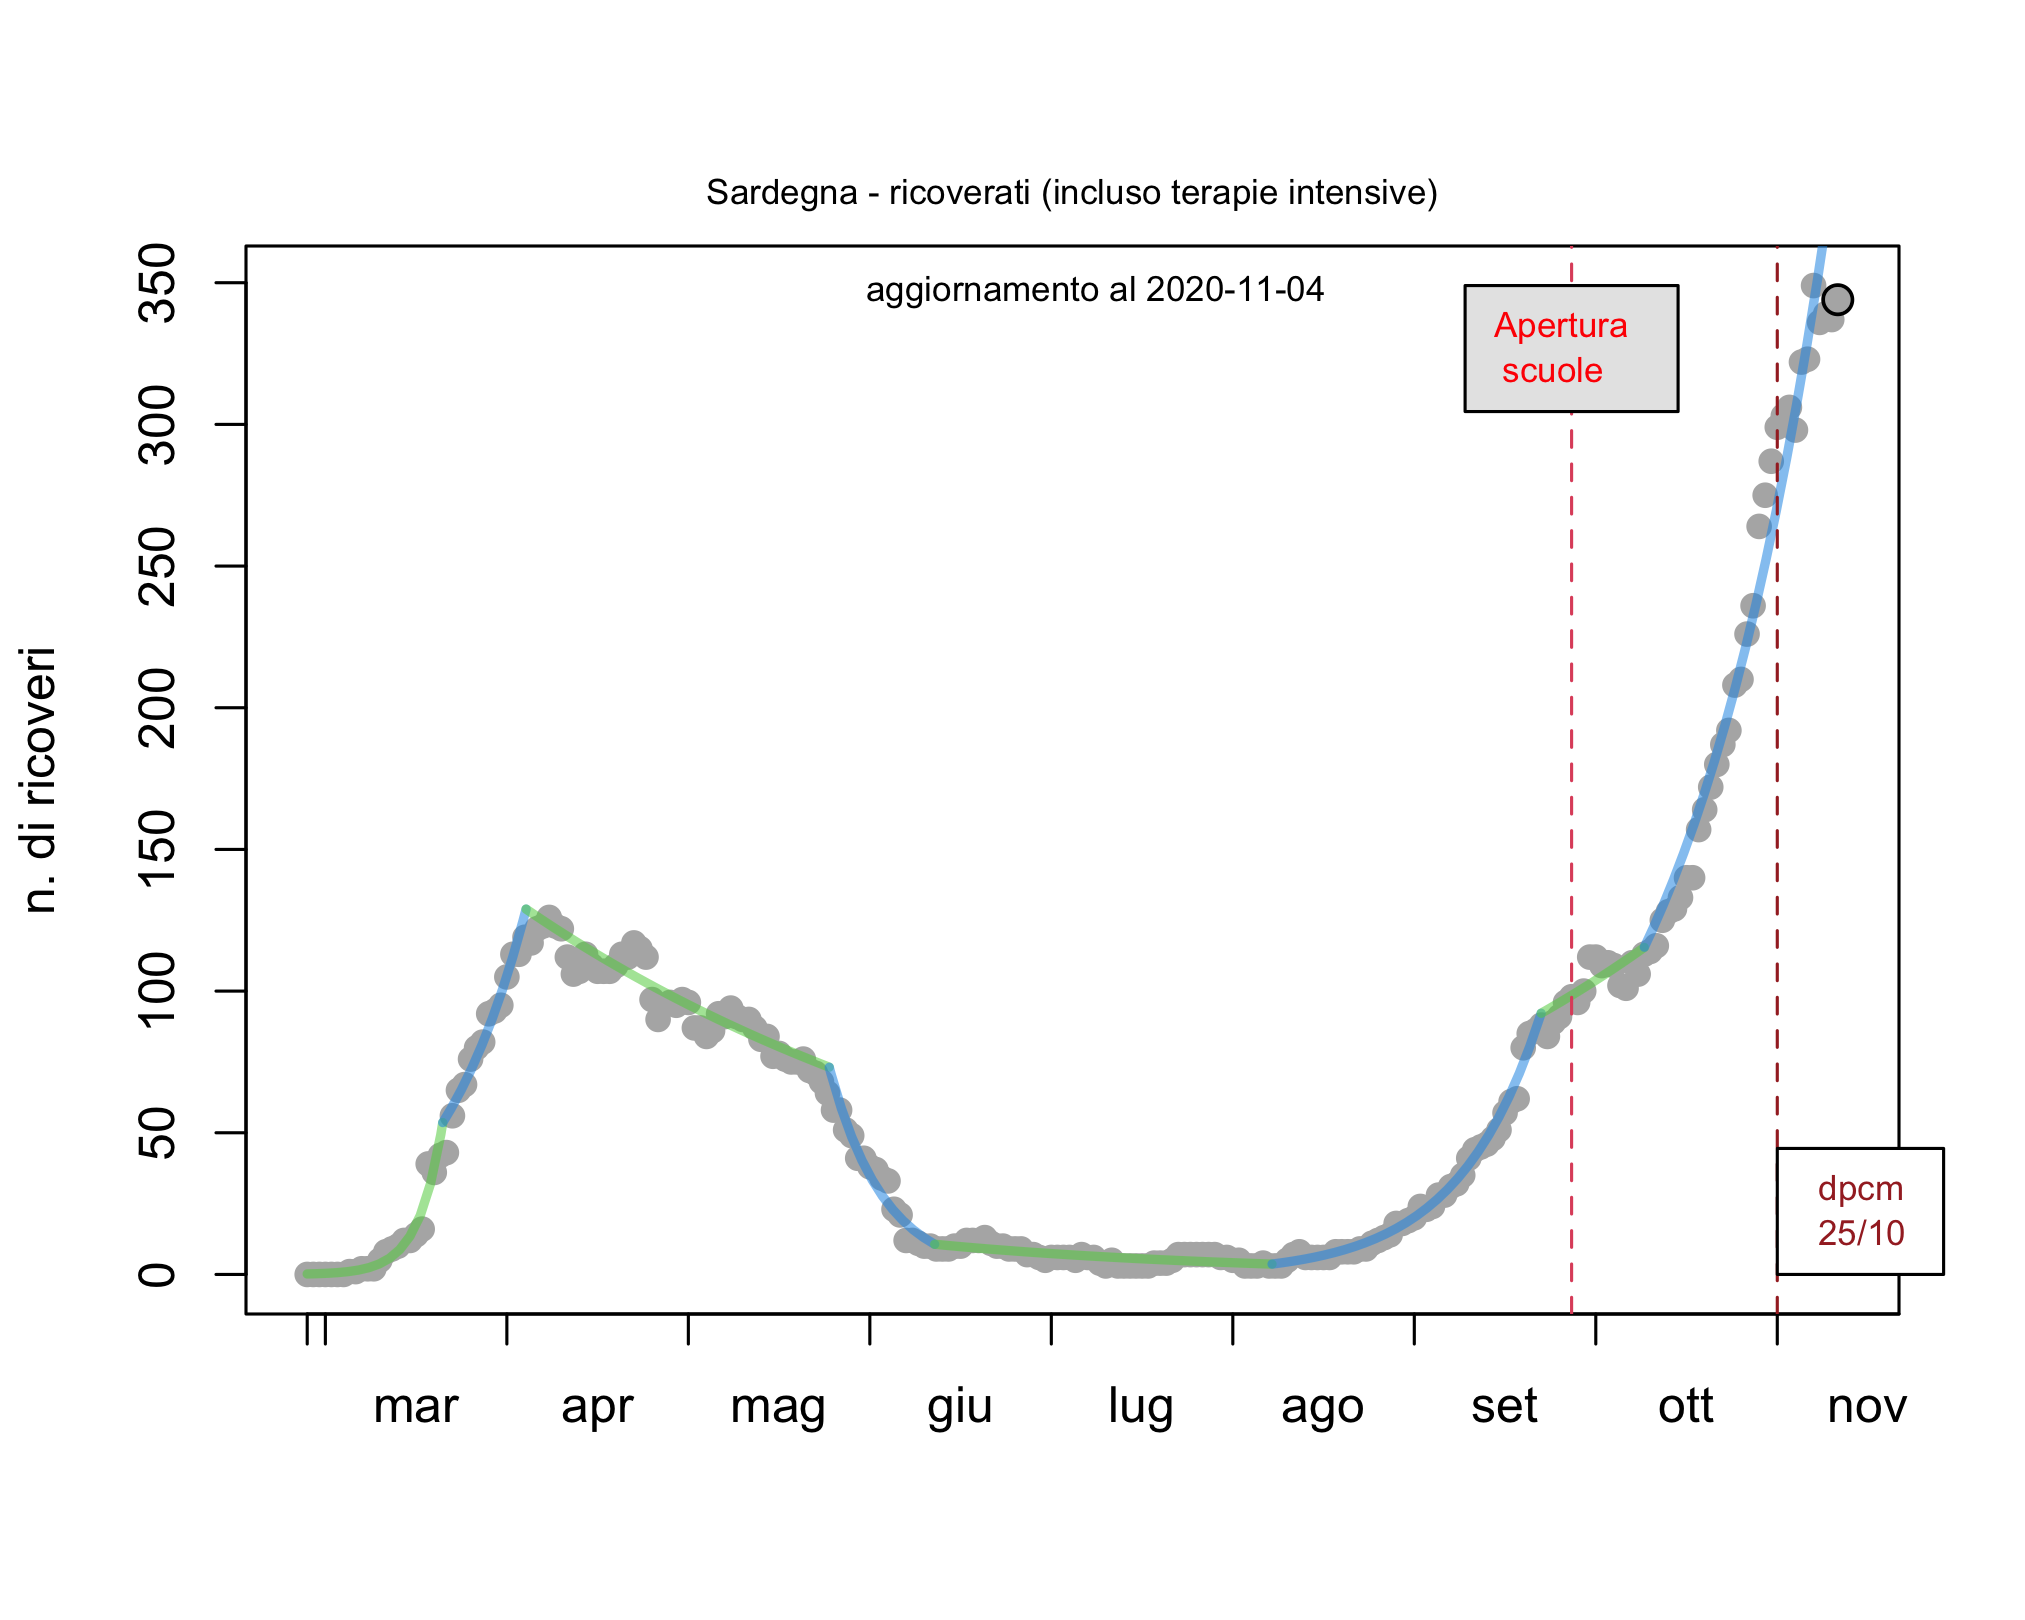 Sardegna - ricoverati (incluso terapie intensive)
aggiornamento al 2020-11-04
Apertura
scuole
350
300
250
200
150
100
50
0
n. di ricoveri
dpcm
25/10
mar apr mag giu lug ago set ott nov